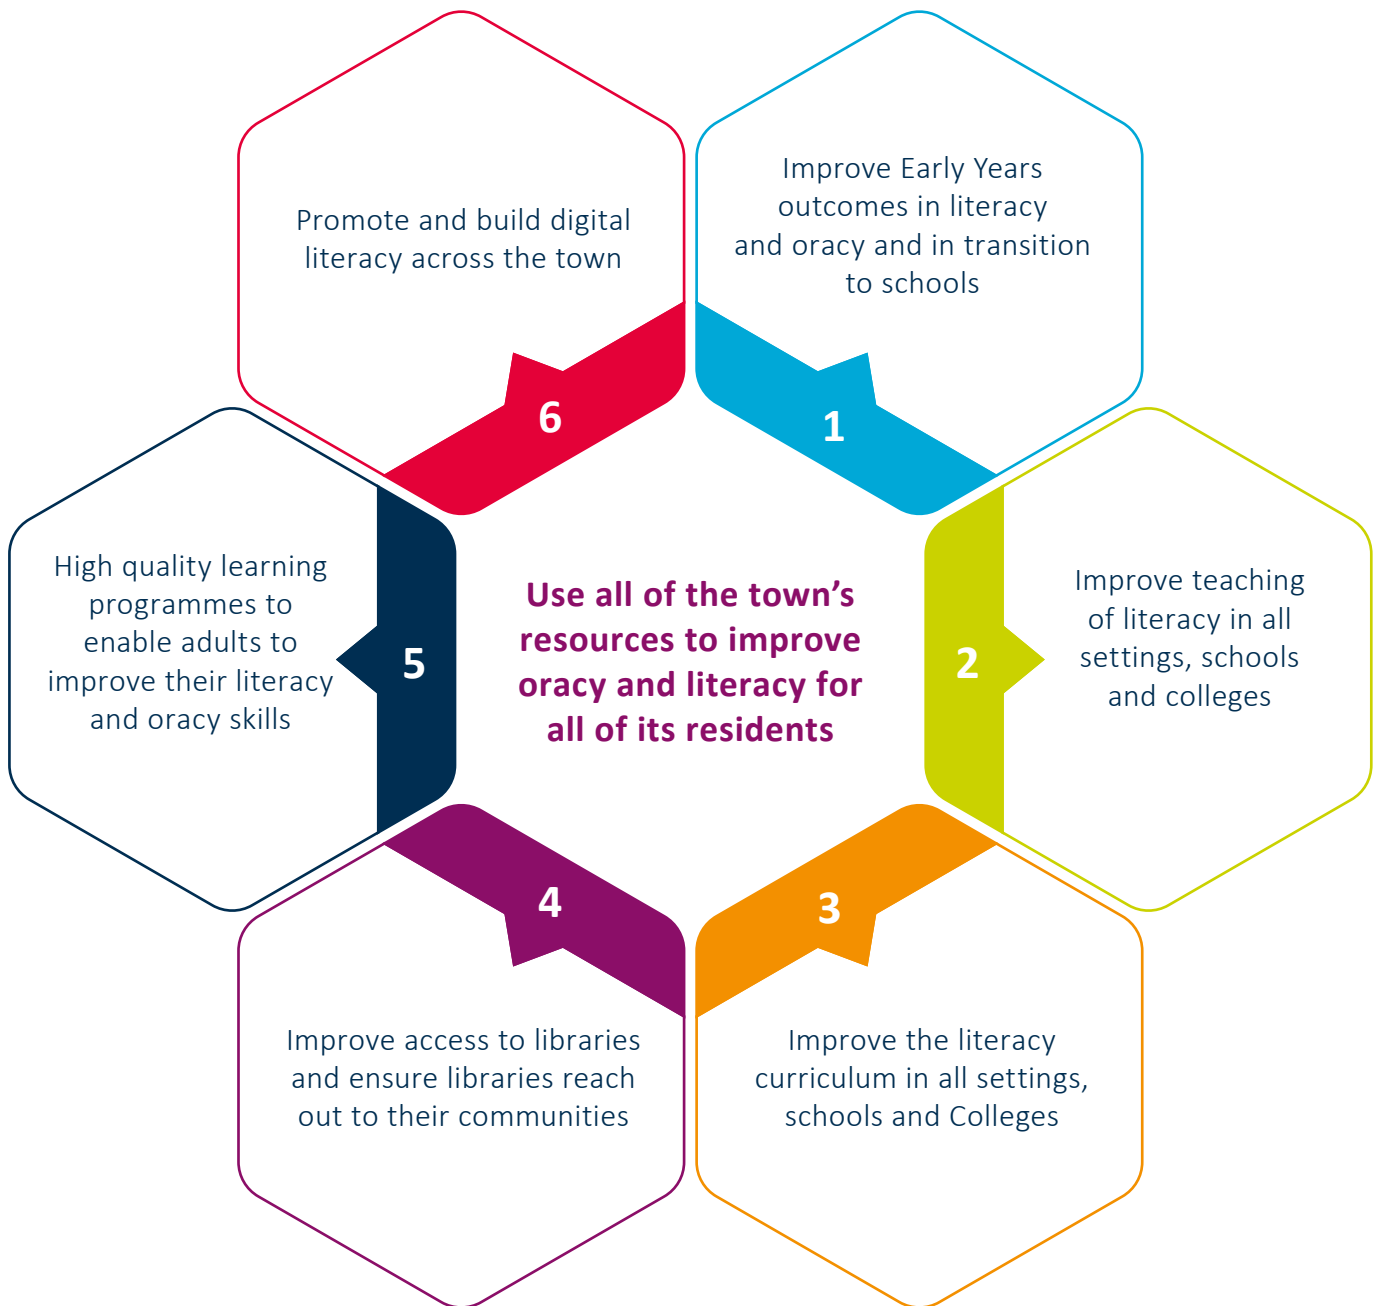 Use all of the town’s
resources to improve
oracy and literacy for
all of its residents
1
Improve Early Years
outcomes in literacy
and oracy and in transition
to schools
2
Improve teaching
of literacy in all
settings, schools
and colleges
3
Improve the literacy
curriculum in all settings,
schools and Colleges
4
Improve access to libraries
and ensure libraries reach
out to their communities
5
High quality learning
programmes to
enable adults to
improve their literacy
and oracy skills
6
Promote and build digital
literacy across the town